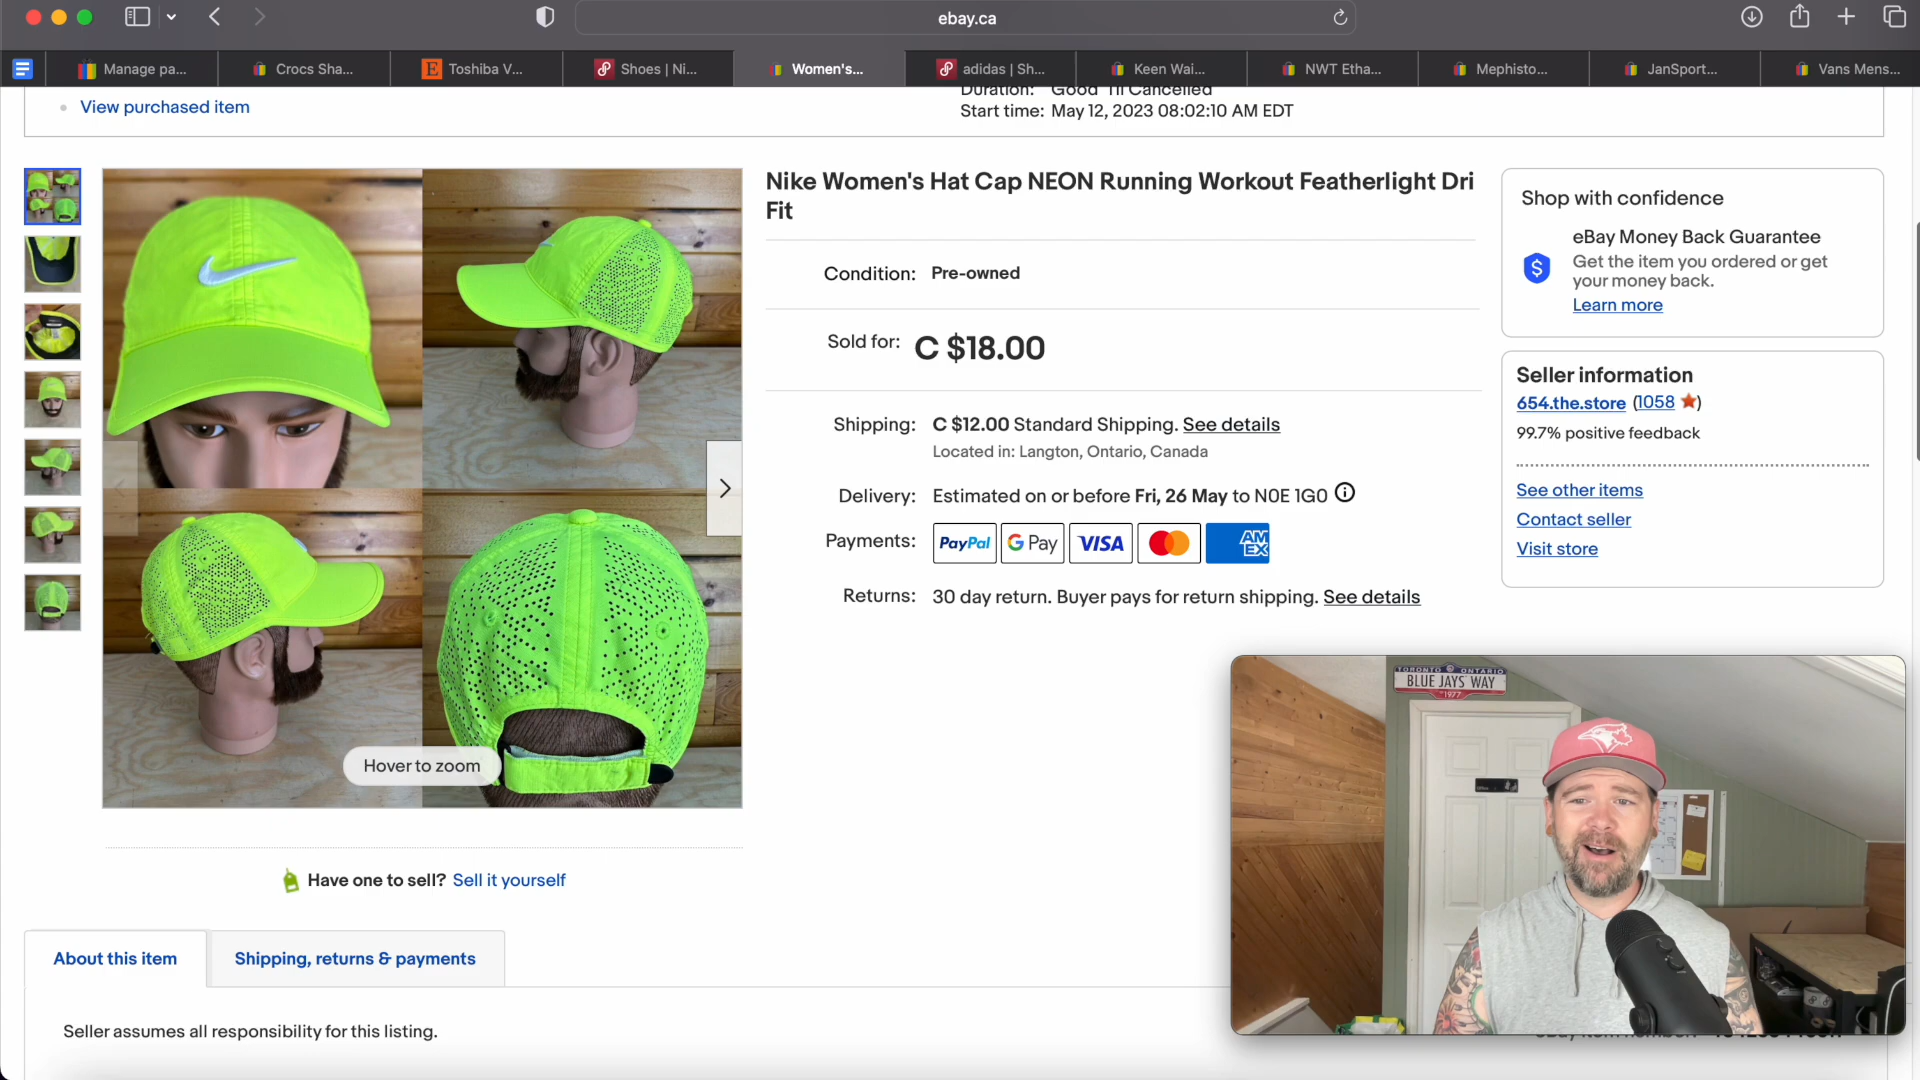 ebay.ca
Manage pa...
Crocs Sha...
Toshiba V...
Shoes | Ni...
Women's...
adidas | Sh...
Keen Wai...
NWT Etha...
Mephisto...
JanSport...
Vans Mens...
View purchased item
Duration: Good 'Til Cancelled
Start time: May 12, 2023 08:02:10 AM EDT
Nike Women's Hat Cap NEON Running Workout Featherlight Dri
Fit
Condition: Pre-owned
Sold for: C $18.00
Shipping: C $12.00 Standard Shipping. See details
Located in: Langton, Ontario, Canada
Delivery: Estimated on or before Fri, 26 May to N0E 1G0
Payments: PayPal G Pay VISA AM EX
Returns: 30 day return. Buyer pays for return shipping. See details
Shop with confidence
eBay Money Back Guarantee
Get the item you ordered or get
your money back.
Learn more
Seller information
654.the.store (1058)
99.7% positive feedback
See other items
Contact seller
Visit store
Hover to zoom
Have one to sell? Sell it yourself
About this item
Shipping, returns & payments
Seller assumes all responsibility for this listing.
TORONTO ONTARIO
BLUE JAYS WAY
1977